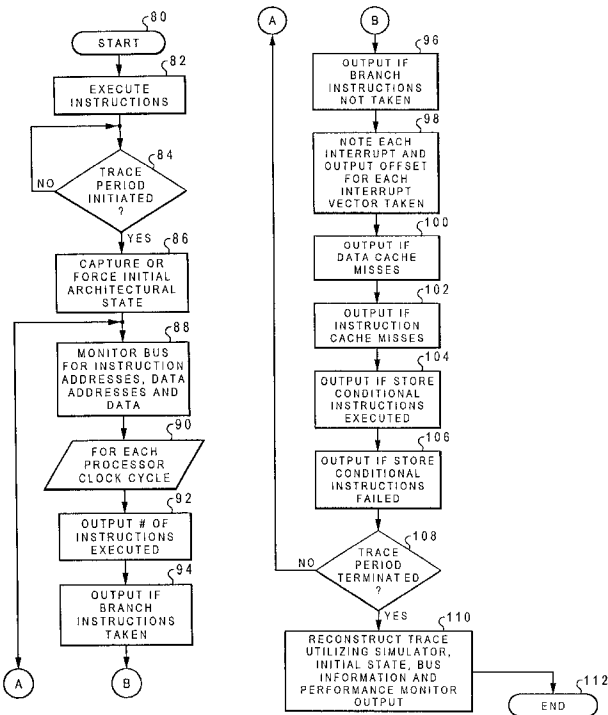 80
START
82
EXECUTE
INSTRUCTIONS
84
TRACE
PERIOD
INITIATED
?
NO
YES
86
CAPTURE OR
FORCE INITIAL
ARCHITECTURAL
STATE
88
MONITOR BUS
FOR INSTRUCTION
ADDRESSES, DATA
ADDRESSES AND
DATA
90
FOR EACH
PROCESSOR
CLOCK CYCLE
92
OUTPUT # OF
INSTRUCTIONS
EXECUTED
94
OUTPUT IF
BRANCH
INSTRUCTIONS
TAKEN
A
B
A
B
96
OUTPUT IF
BRANCH
INSTRUCTIONS
NOT TAKEN
98
NOTE EACH
INTERRUPT AND
OUTPUT OFFSET
FOR EACH
INTERRUPT
VECTOR TAKEN
100
OUTPUT IF
DATA CACHE
MISSES
102
OUTPUT IF
INSTRUCTION
CACHE MISSES
104
OUTPUT IF STORE
CONDITIONAL
INSTRUCTIONS
EXECUTED
106
OUTPUT IF STORE
CONDITIONAL
INSTRUCTIONS
FAILED
108
TRACE
PERIOD
TERMINATED
?
NO
YES
110
RECONSTRUCT TRACE
UTILIZING SIMULATOR,
INITIAL STATE, BUS
INFORMATION AND
PERFORMANCE MONITOR
OUTPUT
112
END